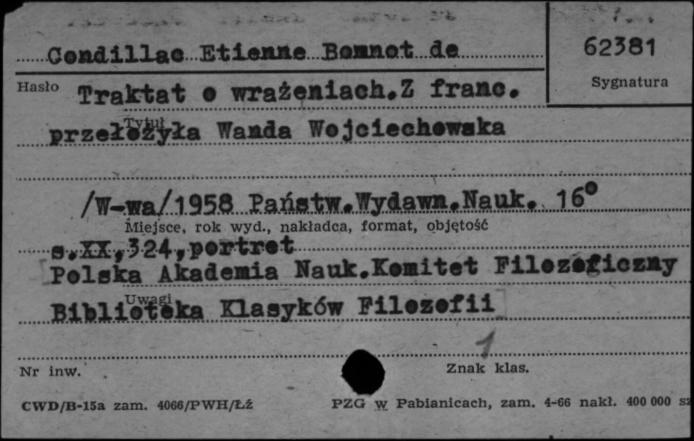 Condillac Etienne Bonnot de
62381
Hasło
Sygnatura
Traktat o wrażeniach.Z franc.
Tytuł
przełożyła Wanda Wojciechowska
/W-wa/1958 Państw.Wydawn.Nauk. 16°
Miejsce, rok wyd., nakładca, format, objętość
s.XX,324,portret
[Polska Akademia Nauk.Komitet Filozoficzny
Uwagi
Biblioteka Klasyków Filozofii]
1
Nr inw.
Znak klas.
CWD/B-15a zam. 4066/PWH/Łź
PZG w Pabianicach, zam. 4-66 nakł. 400 000 sz